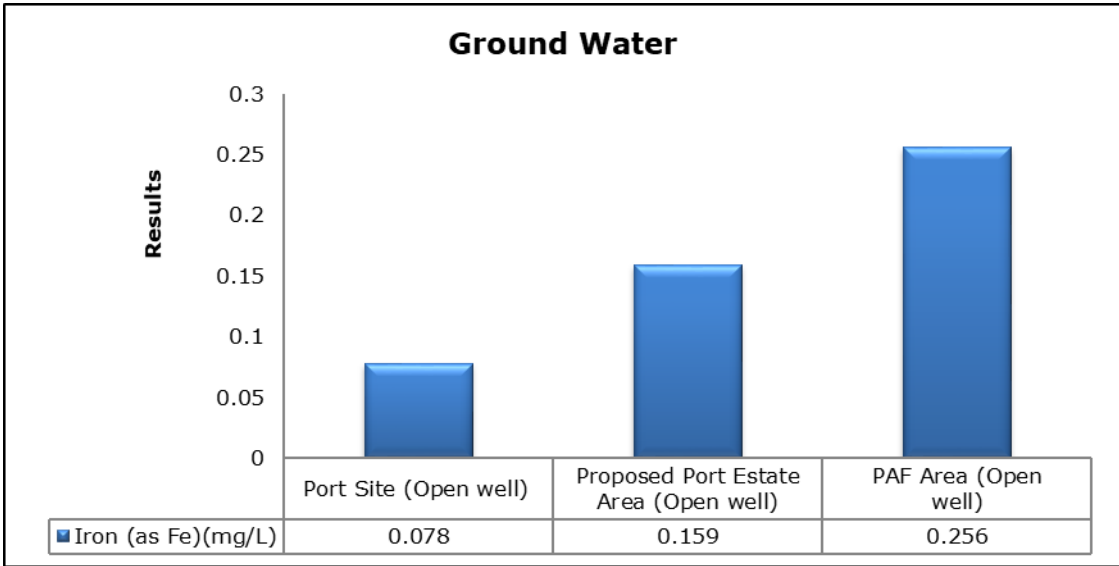 Ground Water
Results
0.3
0.25
0.2
0.15
0.1
0.05
0
Port Site (Open well)
Proposed Port Estate
Area (Open well)
PAF Area (Open
well)
Iron (as Fe)(mg/L)
0.078
0.159
0.256